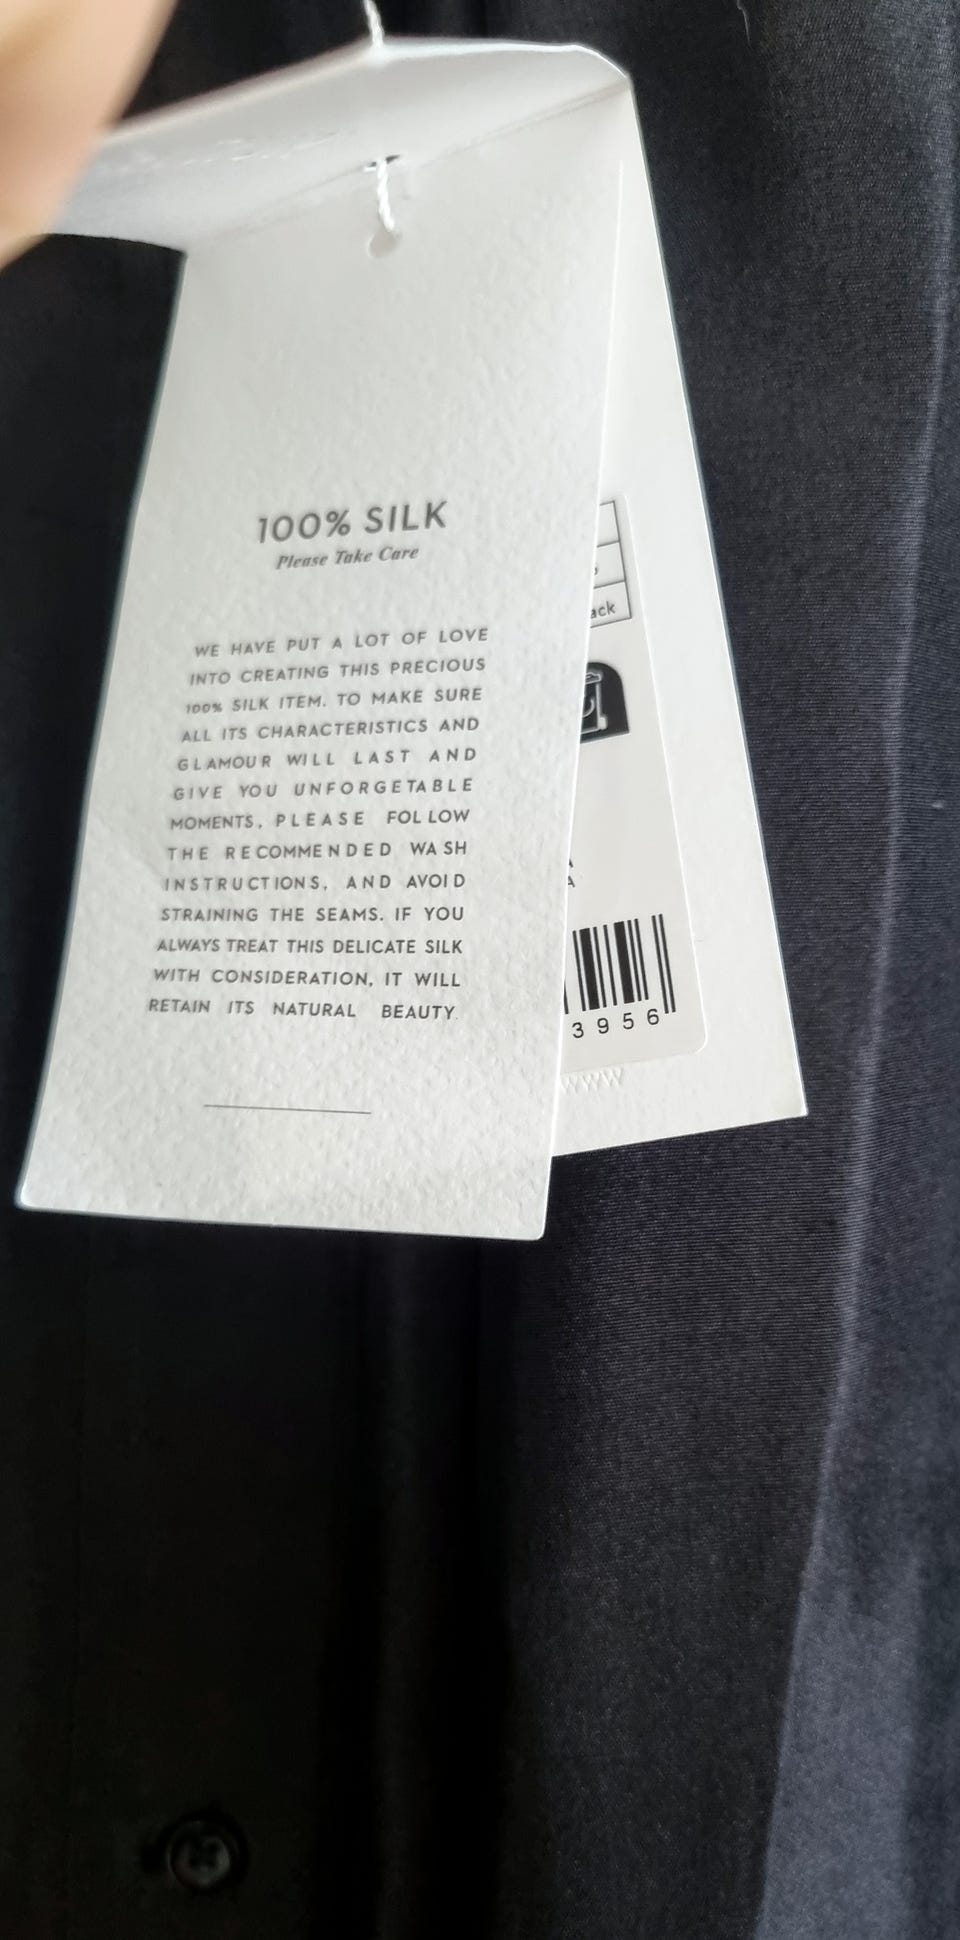 100% SILK
Please Take Care
WE HAVE PUT A LOT OF LOVE
INTO CREATING THIS PRECIOUS
100% SILK ITEM. TO MAKE SURE
ALL ITS CHARACTERISTICS AND
GLAMOUR WILL LAST AND
GIVE YOU UNFORGETABLE
MOMENTS, PLEASE FOLLOW
THE RECOMMENDED WASH
INSTRUCTIONS, AND AVOID
STRAINING THE SEAMS. IF YOU
ALWAYS TREAT THIS DELICATE SILK
WITH CONSIDERATION, IT WILL
RETAIN ITS NATURAL BEAUTY.
ack
A
3956
WWW